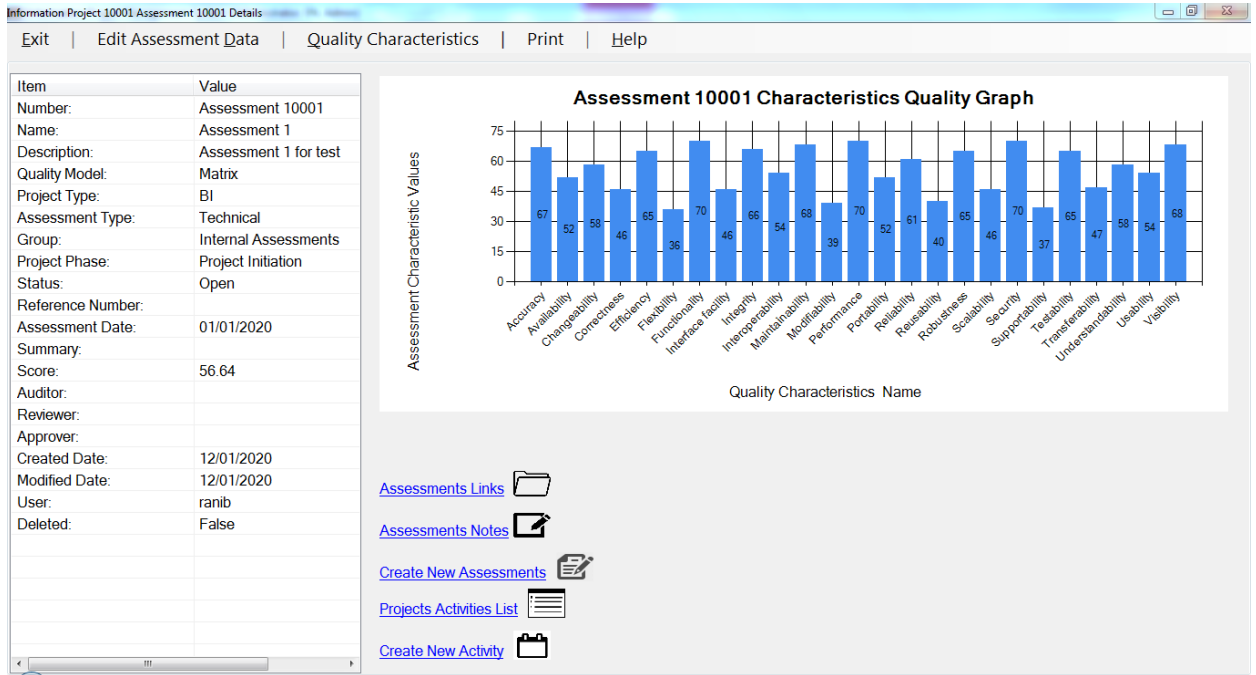 Information Project 10001 Assessment 10001 Details
Exit | Edit Assessment Data | Quality Characteristics | Print | Help
Item Value
Number: Assessment 10001
Name: Assessment 1
Description: Assessment 1 for test
Quality Model: Matrix
Project Type: BI
Assessment Type: Technical
Group: Internal Assessments
Project Phase: Project Initiation
Status: Open
Reference Number:
Assessment Date: 01/01/2020
Summary:
Score: 56.64
Auditor:
Reviewer:
Approver:
Created Date: 12/01/2020
Modified Date: 12/01/2020
User: ranib
Deleted: False
Assessment 10001 Characteristics Quality Graph
Assessment Characteristic Values
75
60
45
30
15
0
67 52 58 46 65 36 70 46 66 54 68 39 70 52 61 40 65 46 70 37 65 47 58 54 68
Accuracy
Availability
Changeability
Correctness
Efficiency
Flexibility
Functionality
Interface facility
Integrity
Interoperability
Maintainability
Modifiability
Performance
Portability
Reliability
Reusability
Robustness
Scalability
Security
Supportability
Testability
Transferability
Understandability
Usability
Visibility
Quality Characteristics Name
Assessments Links
Assessments Notes
Create New Assessments
Projects Activities List
Create New Activity